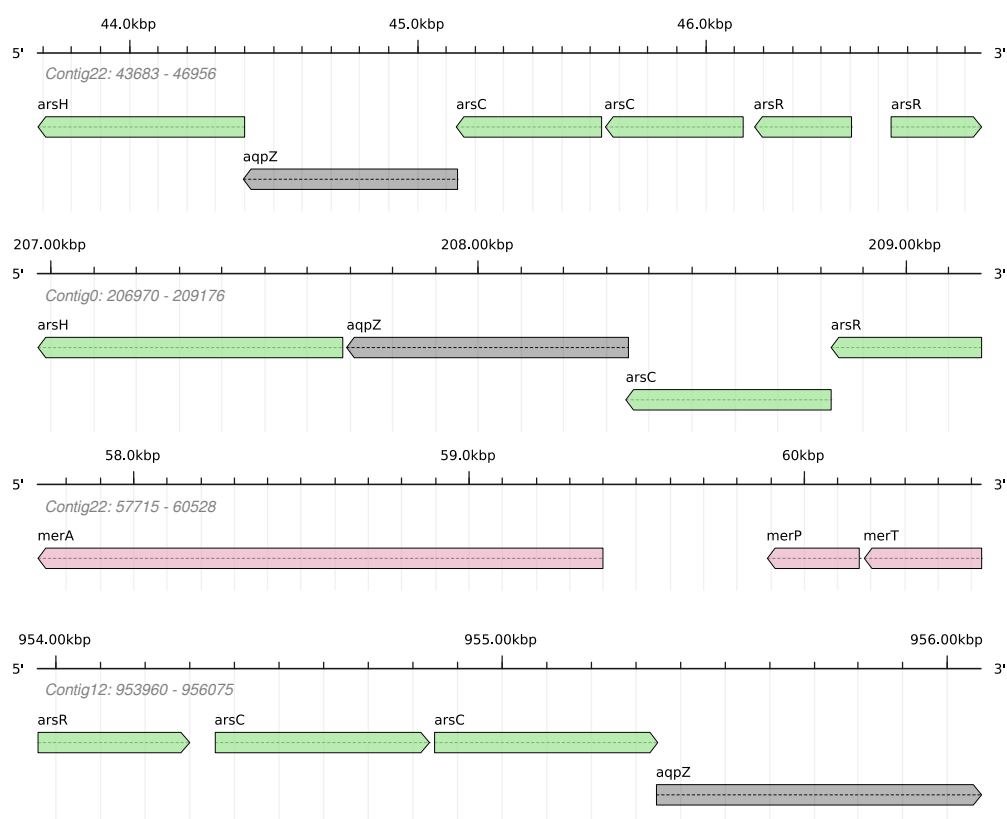 44.0kbp 45.0kbp 46.0kbp
5' 3'
Contig22: 43683 - 46956
arsH arsC arsC arsR arsR
aqpZ
207.00kbp 208.00kbp 209.00kbp
5' 3'
Contig0: 206970 - 209176
arsH aqpZ arsR
arsC
58.0kbp 59.0kbp 60kbp
5' 3'
Contig22: 57715 - 60528
merA merP merT
954.00kbp 955.00kbp 956.00kbp
5' 3'
Contig12: 953960 - 956075
arsR arsC arsC
aqpZ